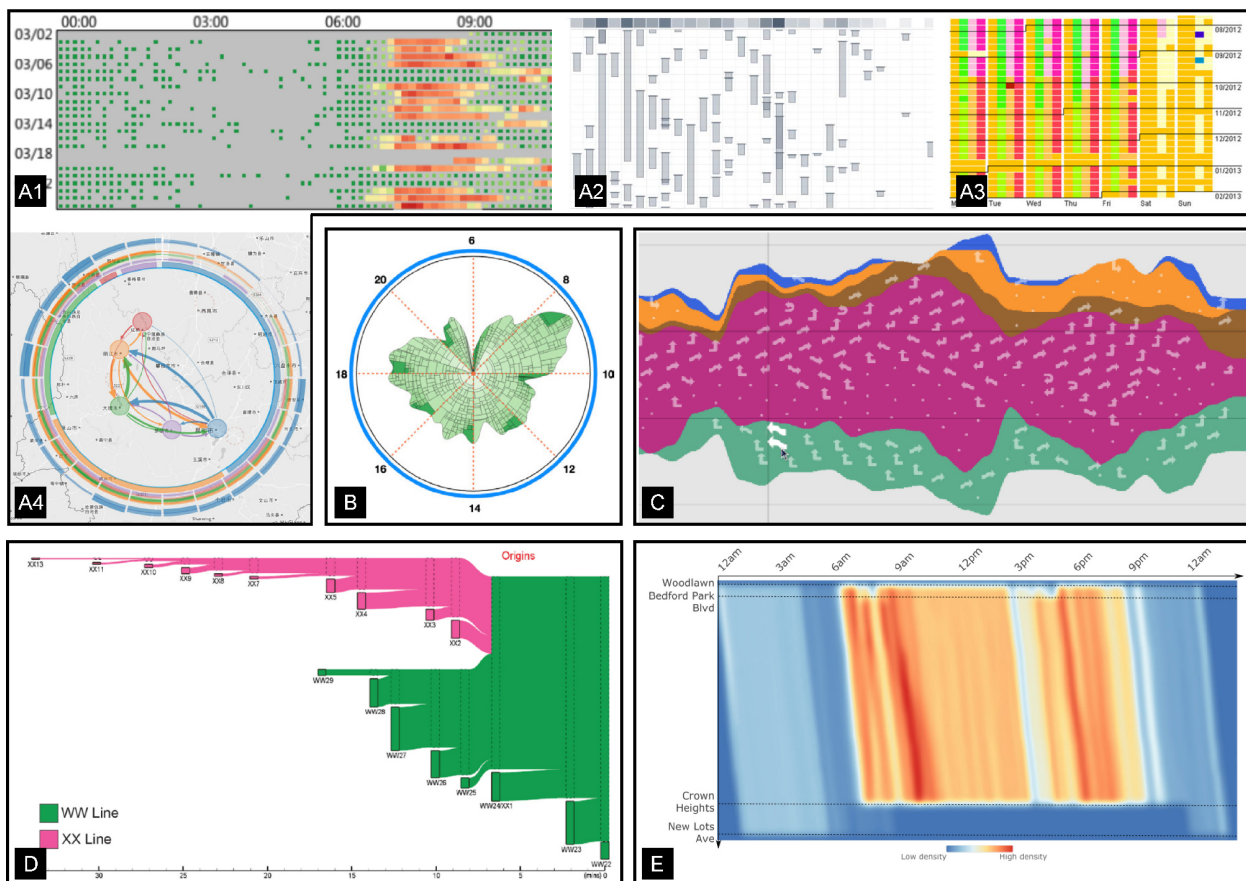 00:00 03:00 06:00 09:00
03/02
03/06
03/10
03/14
03/18
A1
A2
08/2012
09/2012
10/2012
11/2012
12/2012
01/2013
02/2013
Tue Wed Thu Fri Sat Sun
A3
A4
6
20 8
18 10
16 12
14
B
C
Origins
XX13
XX11
XX10
XX9
XX8
XX7
XX5
XX4
XX3
XX2
WW29
WW28
WW27
WW26
WW25
WW24/XX1
WW23
WW22
WW Line
XX Line
30 20 10 (mins) 0
D
12am 3am 6am 9am 12pm 3pm 6pm 9pm 12am
Woodlawn
Bedford Park
Blvd
Crown
Heights
New Lots
Ave
Low density High density
E